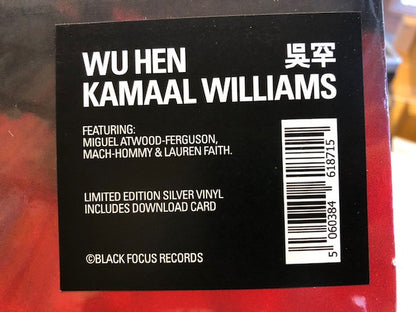 WU HEN 吳罕
KAMAAL WILLIAMS
FEATURING:
MIGUEL ATWOOD-FERGUSON,
MACH-HOMMY & LAUREN FAITH.
LIMITED EDITION SILVER VINYL
INCLUDES DOWNLOAD CARD
©BLACK FOCUS RECORDS
5 060384 618715